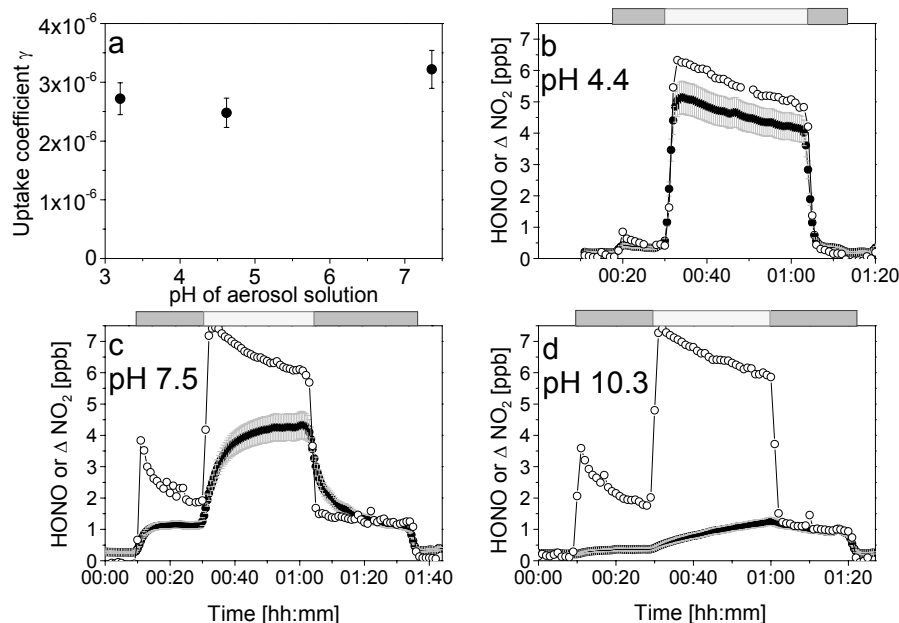 a
Uptake coefficient γ
4x10⁻⁶
3x10⁻⁶
2x10⁻⁶
1x10⁻⁶
0
3 4 5 6 7
pH of aerosol solution
b
pH 4.4
HONO or Δ NO₂ [ppb]
7
6
5
4
3
2
1
0
00:20 00:40 01:00 01:20
c
pH 7.5
HONO or Δ NO₂ [ppb]
7
6
5
4
3
2
1
0
00:00 00:20 00:40 01:00 01:20 01:40
Time [hh:mm]
d
pH 10.3
HONO or Δ NO₂ [ppb]
7
6
5
4
3
2
1
0
00:00 00:20 00:40 01:00 01:20
Time [hh:mm]